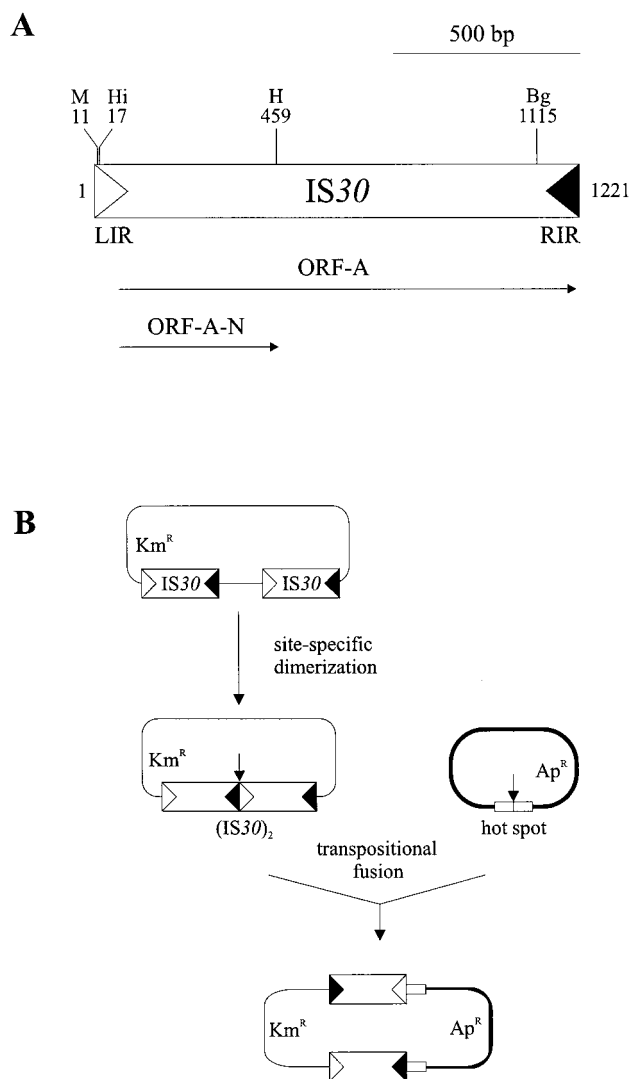 A
500 bp
M Hi H Bg
11 17 459 1115
1 IS30 1221
LIR RIR
ORF-A
ORF-A-N
B
Km^R
IS30 IS30
site-specific
dimerization
Km^R Ap^R
(IS30)₂ hot spot
transpositional
fusion
Km^R Ap^R